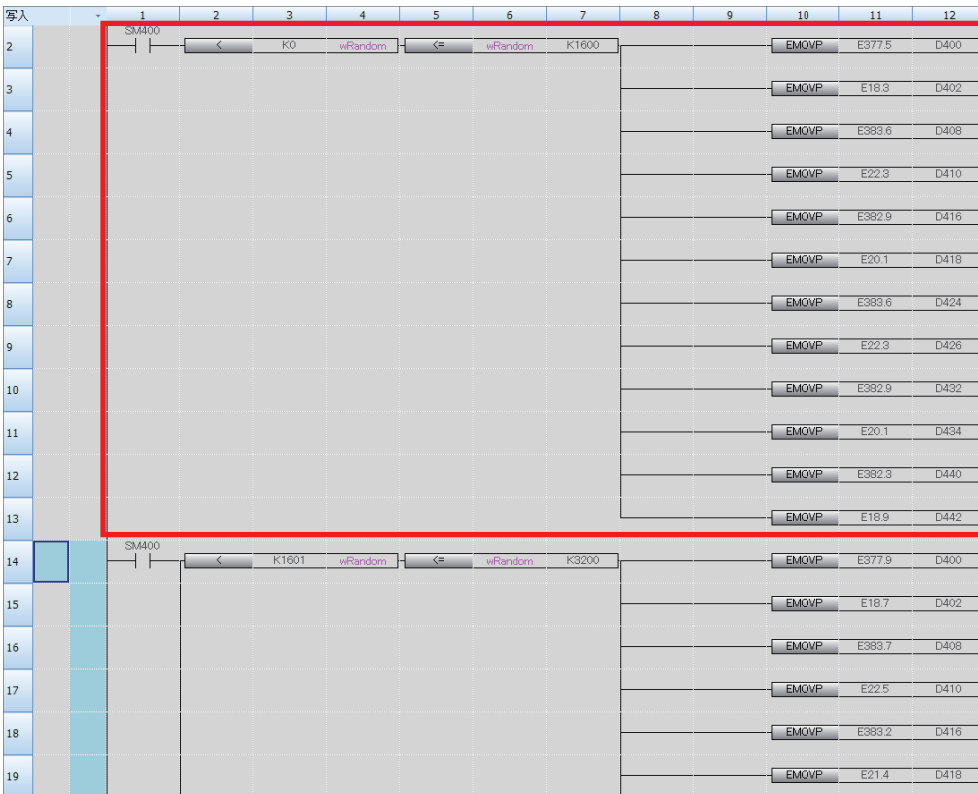 写入 1 2 3 4 5 6 7 8 9 10 11 12
SM400
2 < K0 wRandom <= wRandom K1600 EMOVP E377.5 D400
3 EMOVP E18.3 D402
4 EMOVP E383.6 D408
5 EMOVP E22.3 D410
6 EMOVP E382.9 D416
7 EMOVP E20.1 D418
8 EMOVP E383.6 D424
9 EMOVP E22.3 D426
10 EMOVP E382.9 D432
11 EMOVP E20.1 D434
12 EMOVP E382.3 D440
13 EMOVP E18.9 D442
SM400
14 < K1601 wRandom <= wRandom K3200 EMOVP E377.9 D400
15 EMOVP E18.7 D402
16 EMOVP E383.7 D408
17 EMOVP E22.5 D410
18 EMOVP E383.2 D416
19 EMOVP E21.4 D418